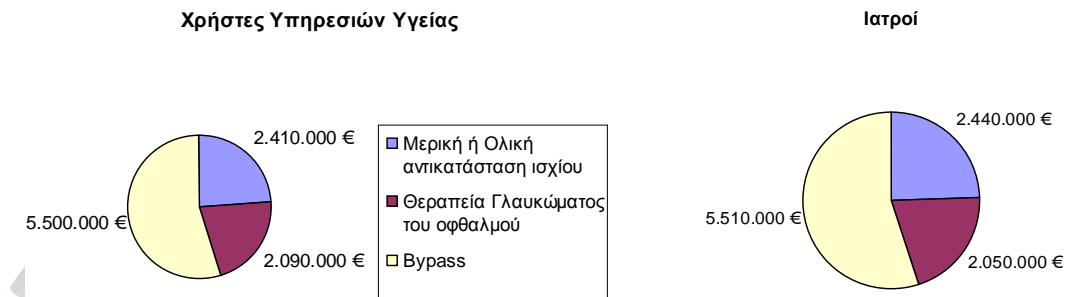 Χρήστες Υπηρεσιών Υγείας
2.410.000 €
5.500.000 €
2.090.000 €
Μερική ή Ολική
αντικατάσταση ισχίου
Θεραπεία Γλαυκώματος
του οφθαλμού
Bypass
Ιατροί
2.440.000 €
5.510.000 €
2.050.000 €